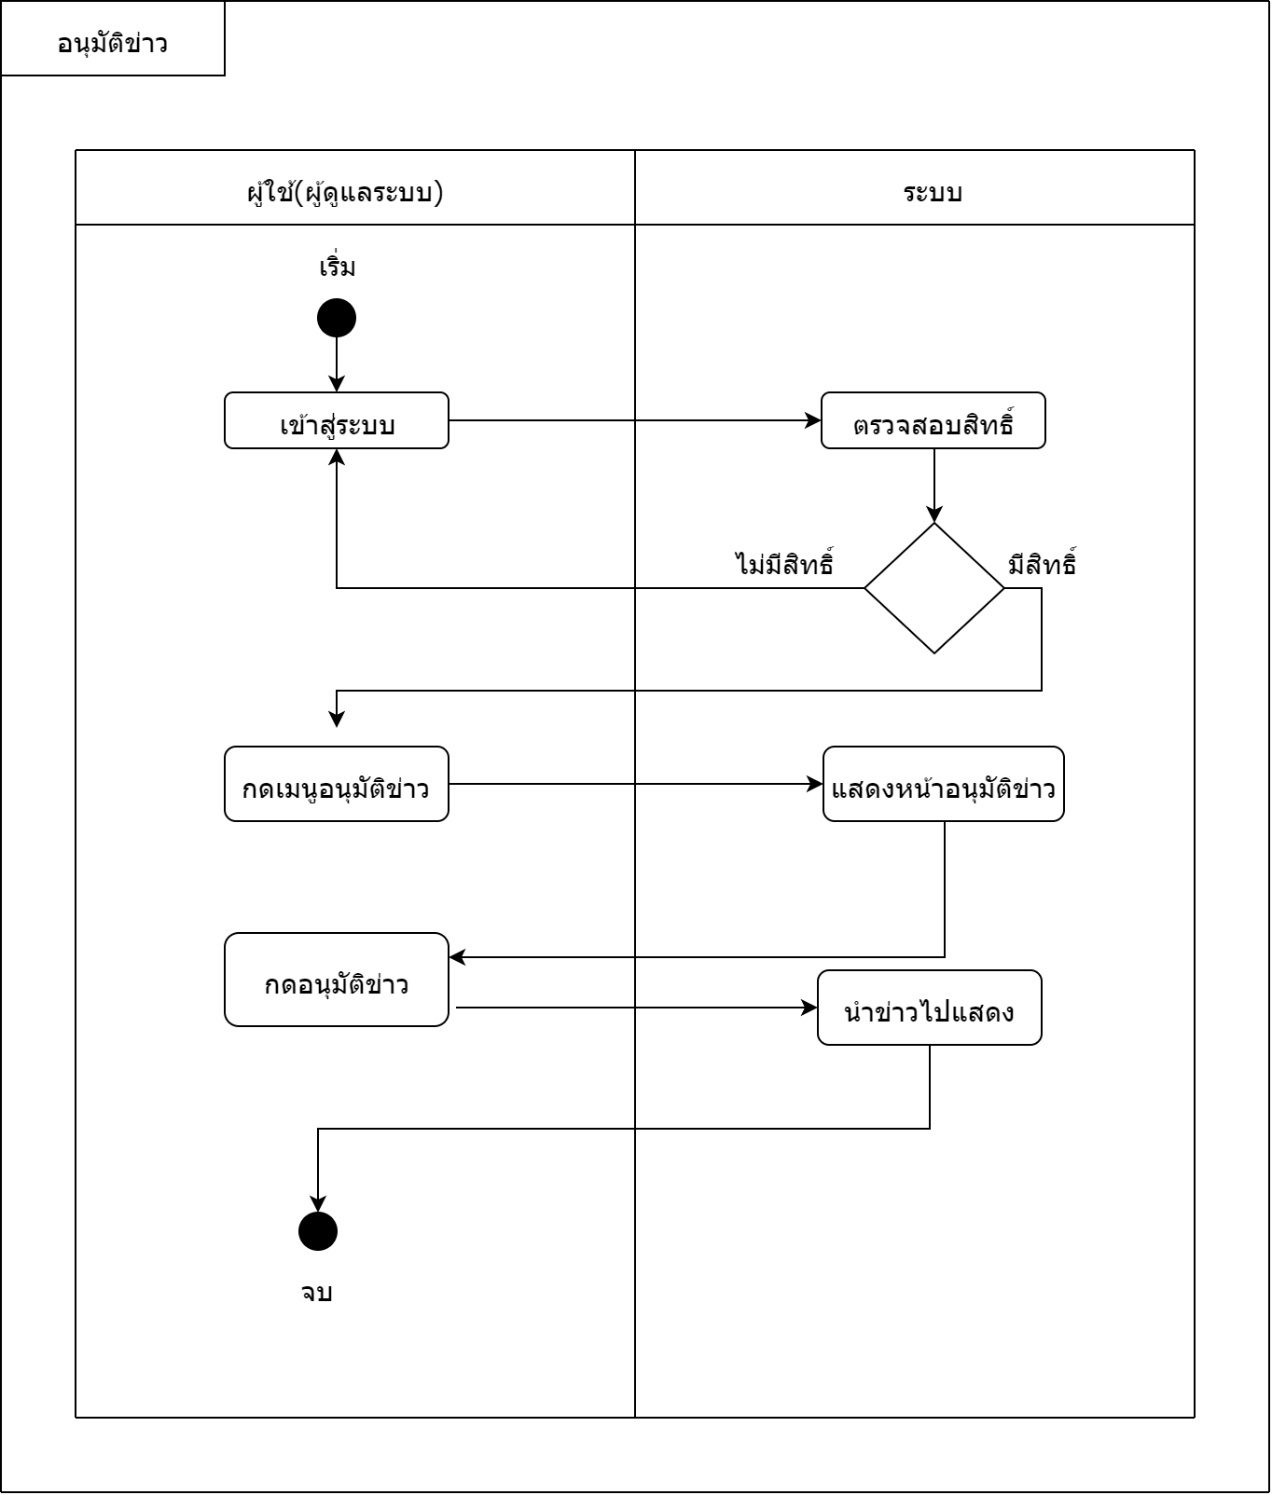 อนุมัติข่าว
ผู้ใช้(ผู้ดูแลระบบ)
ระบบ
เริ่ม
เข้าสู่ระบบ
ตรวจสอบสิทธิ์
ไม่มีสิทธิ์
มีสิทธิ์
กดเมนูอนุมัติข่าว
แสดงหน้าอนุมัติข่าว
กดอนุมัติข่าว
นำข่าวไปแสดง
จบ